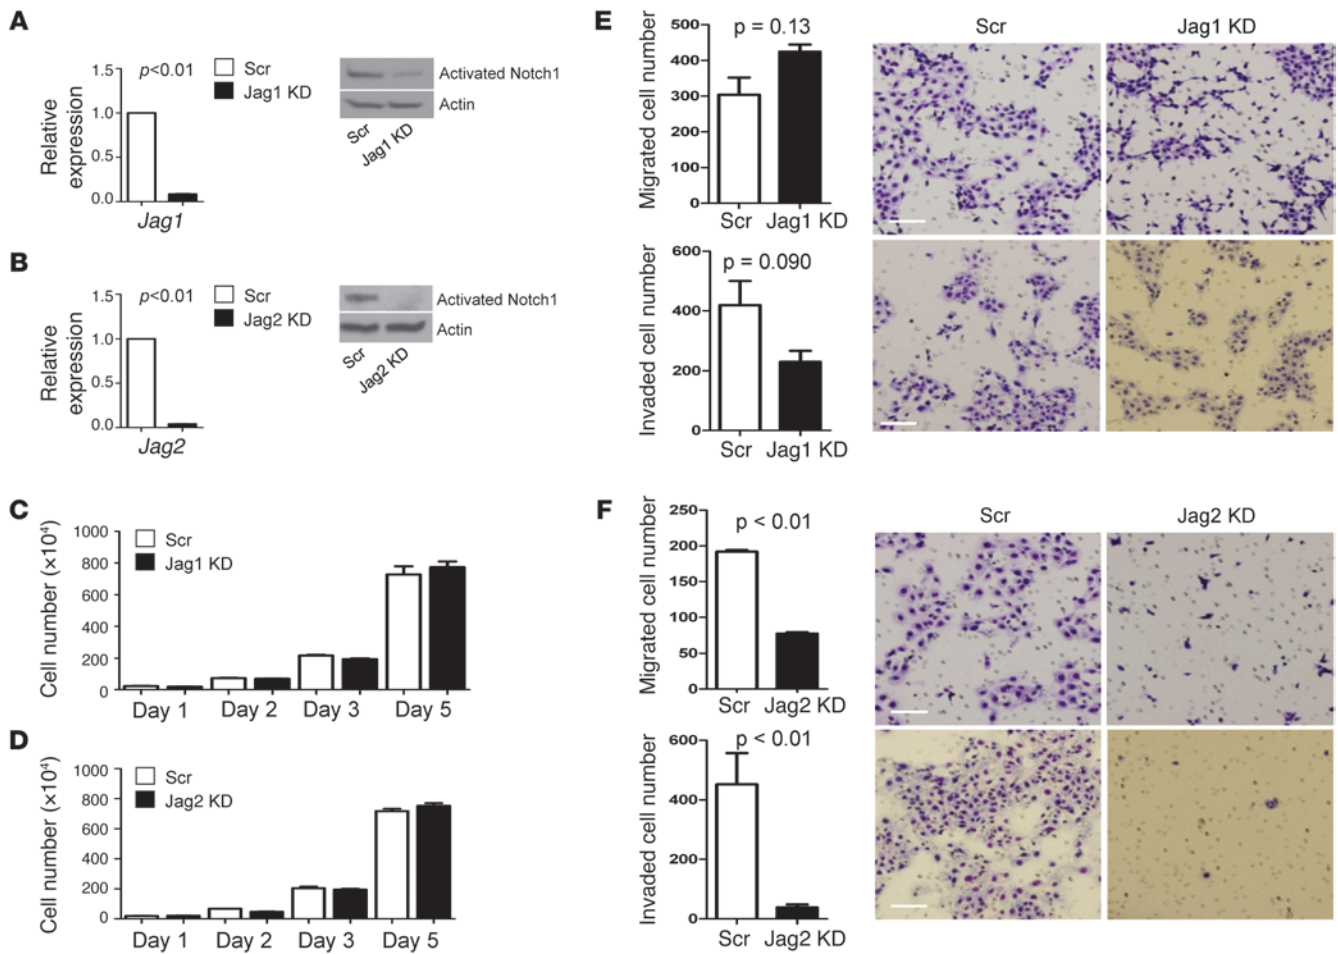 A
Relative
expression
1.5
1.0
0.5
0.0
p<0.01
Jag1
Scr
Jag1 KD
Activated Notch1
Actin
Scr
Jag1 KD
B
Relative
expression
1.5
1.0
0.5
0.0
p<0.01
Jag2
Scr
Jag2 KD
Activated Notch1
Actin
Scr
Jag2 KD
C
Cell number (×10⁴)
1000
800
600
400
200
0
Scr
Jag1 KD
Day 1 Day 2 Day 3 Day 5
D
Cell number (×10⁴)
1000
800
600
400
200
0
Scr
Jag2 KD
Day 1 Day 2 Day 3 Day 5
E
Migrated cell number
500
400
300
200
100
0
p = 0.13
Scr Jag1 KD
Invaded cell number
600
400
200
0
p = 0.090
Scr Jag1 KD
Scr Jag1 KD
F
Migrated cell number
250
200
150
100
50
0
p < 0.01
Scr Jag2 KD
Invaded cell number
600
400
200
0
p < 0.01
Scr Jag2 KD
Scr Jag2 KD